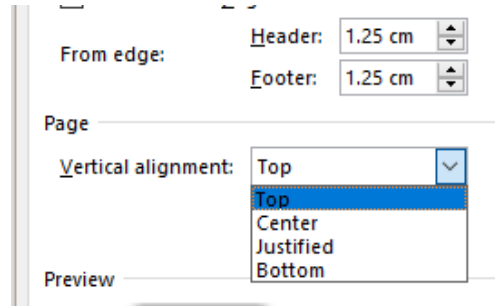 From edge:
Header: 1.25 cm
Footer: 1.25 cm
Page
Vertical alignment: Top
Top
Center
Justified
Bottom
Preview